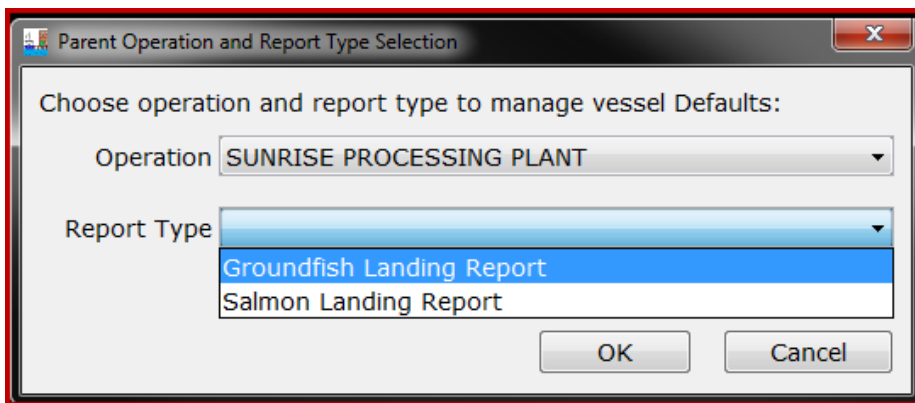 Parent Operation and Report Type Selection
Choose operation and report type to manage vessel Defaults:
Operation SUNRISE PROCESSING PLANT
Report Type
Groundfish Landing Report
Salmon Landing Report
OK Cancel